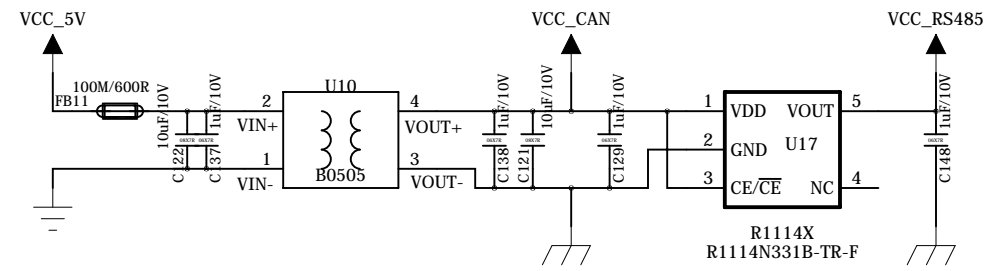 VCC_5V
VCC_CAN
VCC_RS485
100M/600R
FB11
10uF/10V
C122
1uF/10V
C137
U10
2
VIN+
1
VIN-
B0505
4
VOUT+
3
VOUT-
1uF/10V
C138
10uF/10V
C121
1uF/10V
C129
1
VDD
VOUT
5
2
GND
U17
3
CE/CE
NC
4
R1114X
R1114N331B-TR-F
1uF/10V
C148